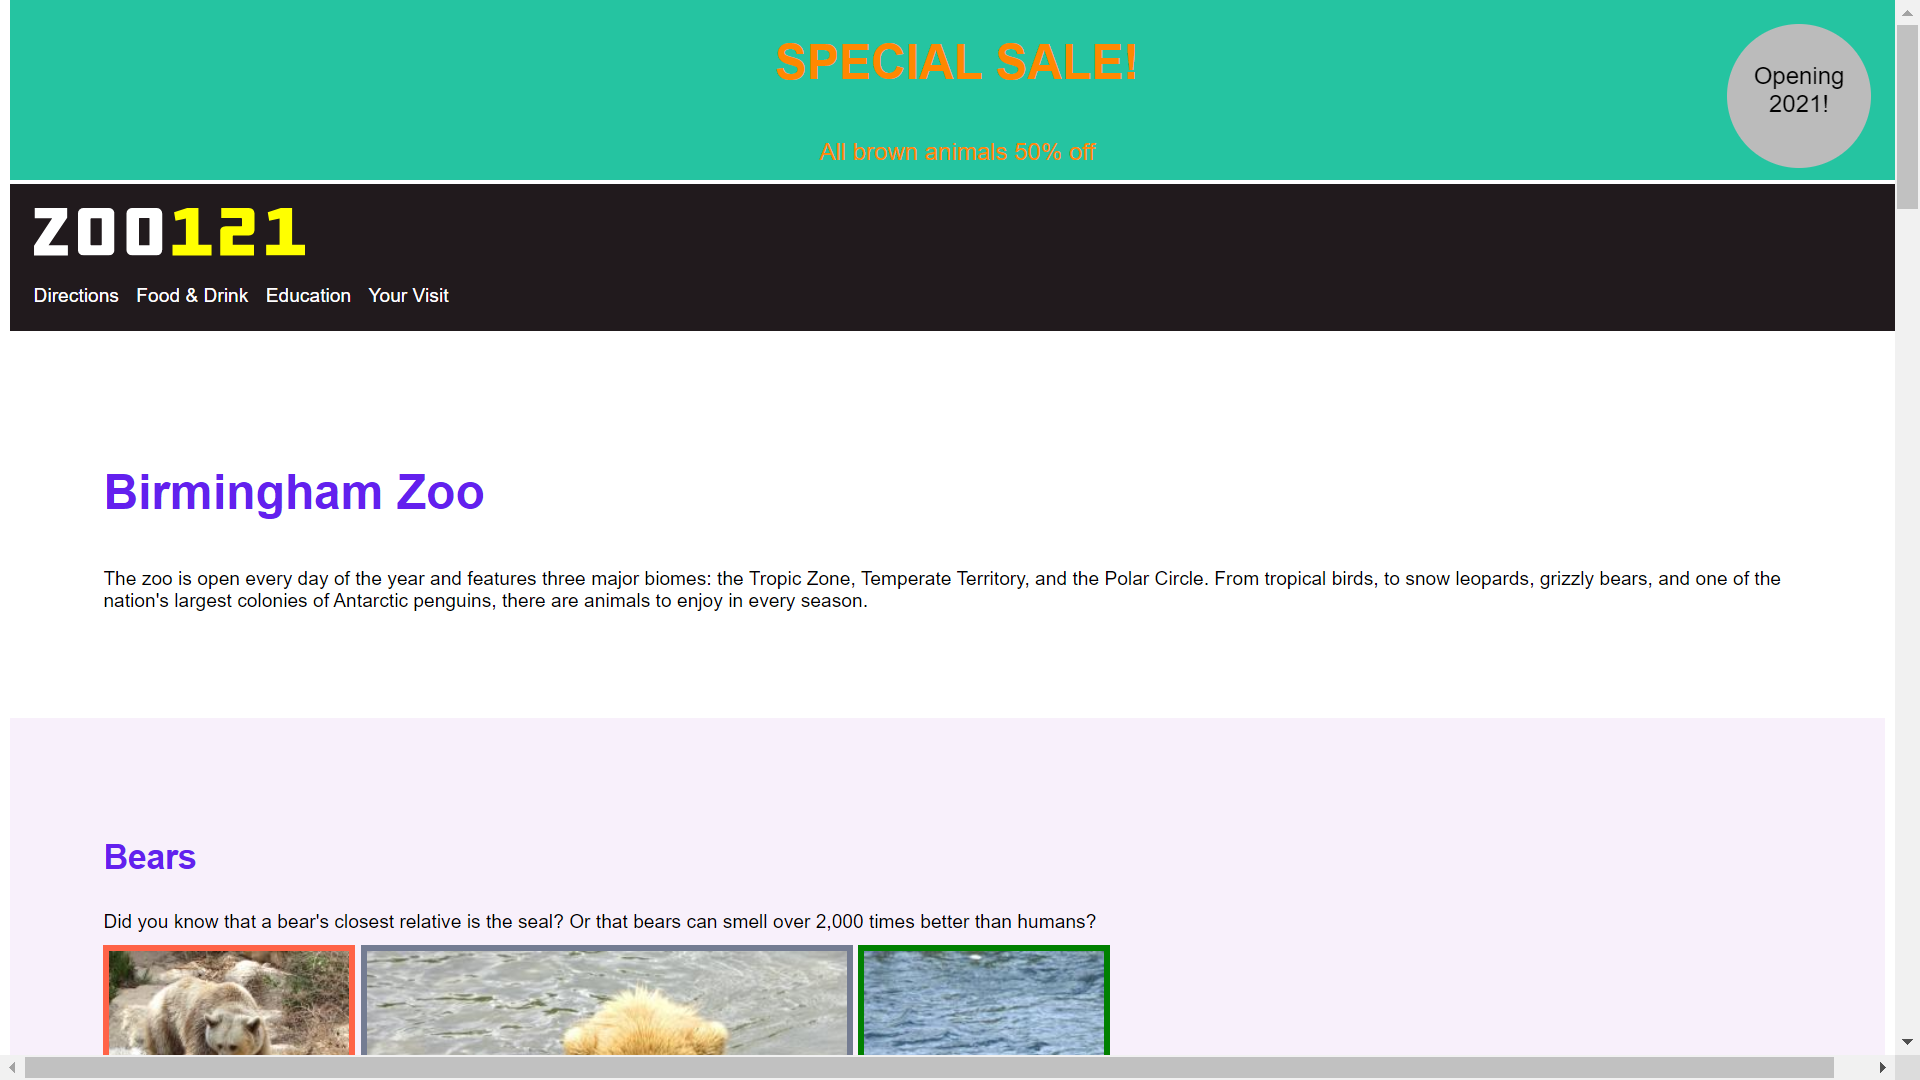 SPECIAL SALE!
All brown animals 50% off
Opening
2021!
ZOO121
Directions Food & Drink Education Your Visit
Birmingham Zoo
The zoo is open every day of the year and features three major biomes: the Tropic Zone, Temperate Territory, and the Polar Circle. From tropical birds, to snow leopards, grizzly bears, and one of the
nation's largest colonies of Antarctic penguins, there are animals to enjoy in every season.
Bears
Did you know that a bear's closest relative is the seal? Or that bears can smell over 2,000 times better than humans?